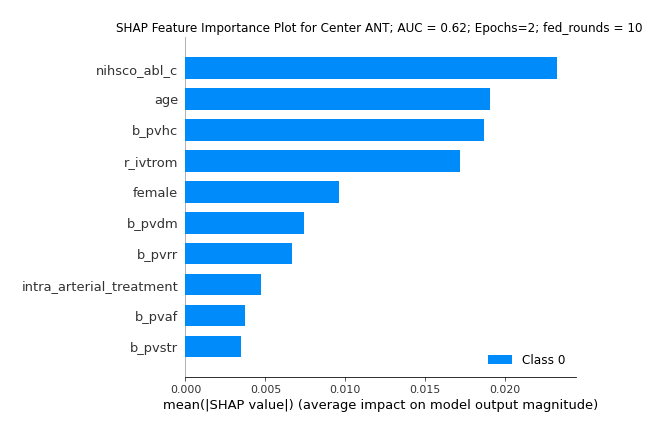 SHAP Feature Importance Plot for Center ANT; AUC = 0.62; Epochs=2; fed_rounds = 10
nihsco_abl_c
age
b_pvhc
r_ivtrom
female
b_pvdm
b_pvrr
intra_arterial_treatment
b_pvaf
b_pvstr
Class 0
0.000 0.005 0.010 0.015 0.020
mean(|SHAP value|) (average impact on model output magnitude)